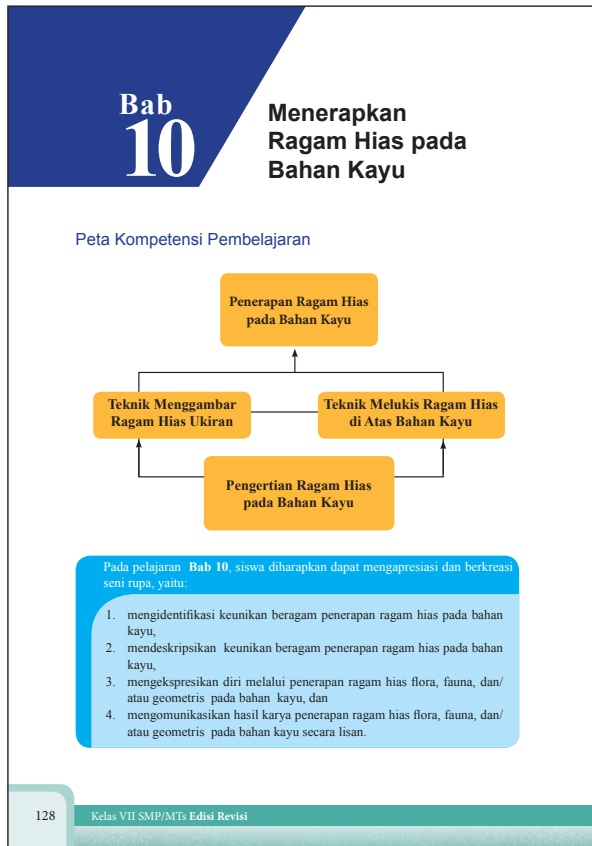 Bab
10
Menerapkan
Ragam Hias pada
Bahan Kayu
Peta Kompetensi Pembelajaran
Penerapan Ragam Hias
pada Bahan Kayu
Teknik Menggambar
Ragam Hias Ukiran
Teknik Melukis Ragam Hias
di Atas Bahan Kayu
Pengertian Ragam Hias
pada Bahan Kayu
Pada pelajaran Bab 10, siswa diharapkan dapat mengapresiasi dan berkreasi
seni rupa, yaitu:
1. mengidentifikasi keunikan beragam penerapan ragam hias pada bahan
kayu,
2. mendeskripsikan keunikan beragam penerapan ragam hias pada bahan
kayu,
3. mengekspresikan diri melalui penerapan ragam hias flora, fauna, dan/
atau geometris pada bahan kayu, dan
4. mengomunikasikan hasil karya penerapan ragam hias flora, fauna, dan/
atau geometris pada bahan kayu secara lisan.
128 Kelas VII SMP/MTs Edisi Revisi